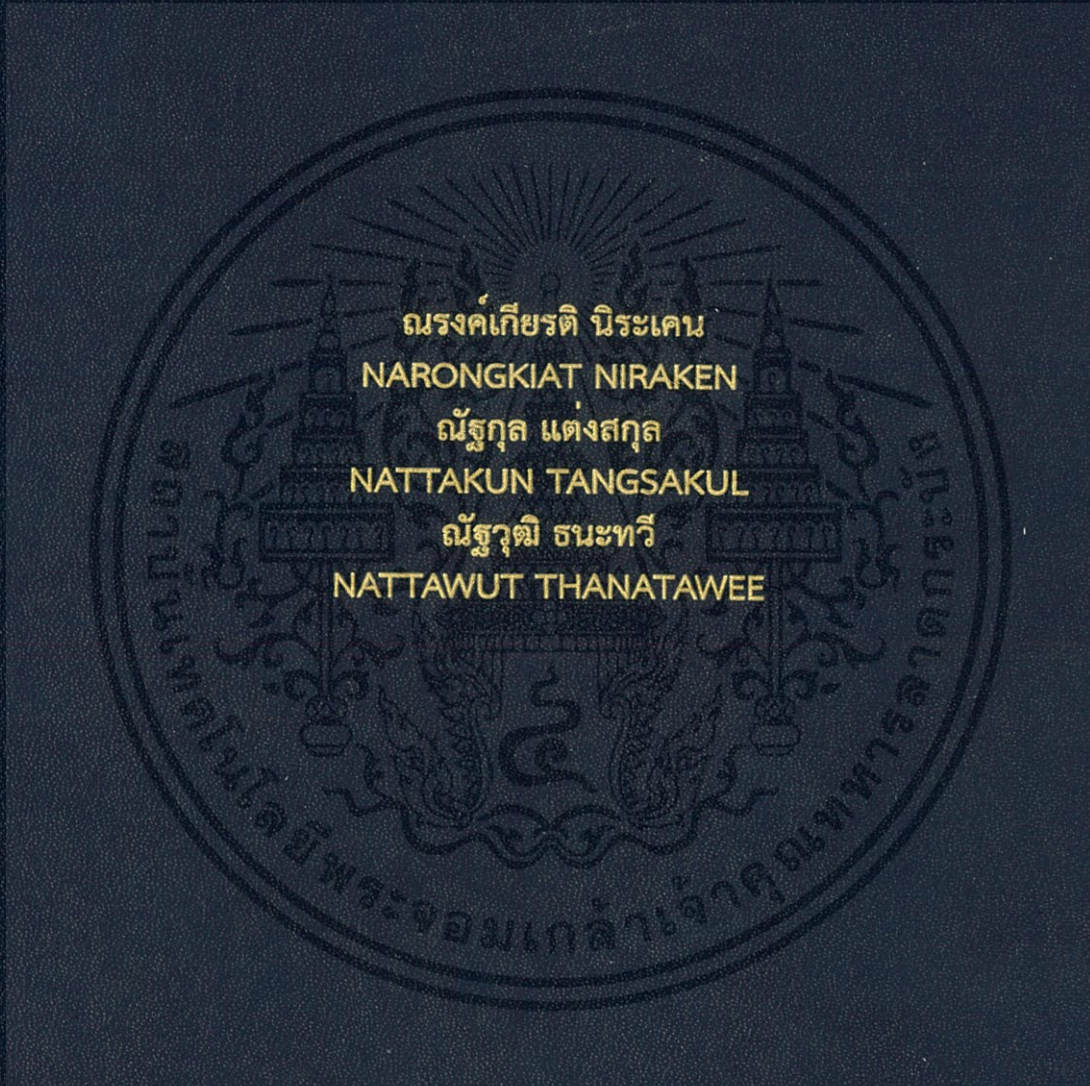 ณรงค์เกียรติ นิระเคน
NARONGKIAT NIRAKEN
ณัฐกุล แต่งสกุล
NATTAKUN TANGSAKUL
ณัฐวุฒิ ธนะทวี
NATTAWUT THANATAWEE
สถาบันเทคโนโลยีพระจอมเกล้าเจ้าคุณทหารลาดกระบัง
๔